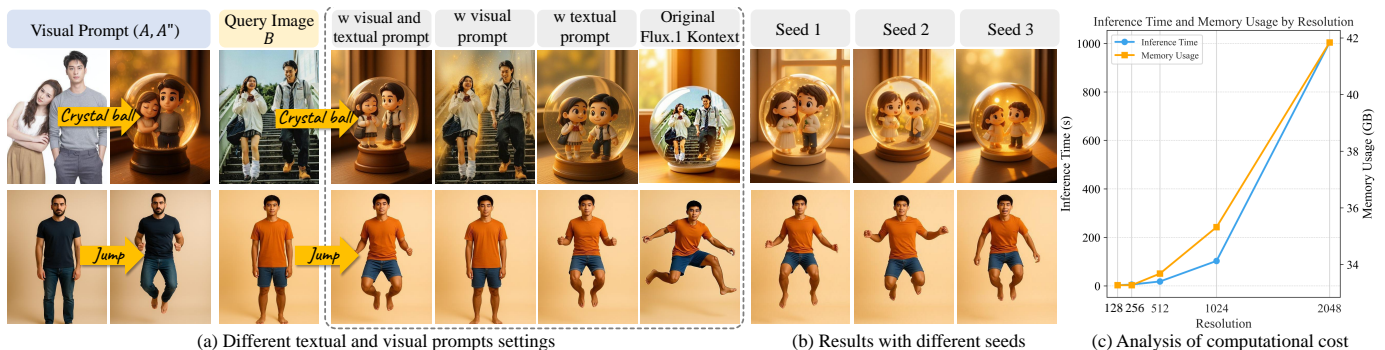 Visual Prompt (A, A")
Query Image
B
w visual and
textual prompt
w visual
prompt
w textual
prompt
Original
Flux.1 Kontext
Crystal ball
Crystal ball
Jump
Jump
(a) Different textual and visual prompts settings
Seed 1
Seed 2
Seed 3
(b) Results with different seeds
Inference Time and Memory Usage by Resolution
Inference Time
Memory Usage
Inference Time (s)
1000
800
600
400
200
0
Memory Usage (GB)
42
40
38
36
34
128 256 512 1024 2048
Resolution
(c) Analysis of computational cost